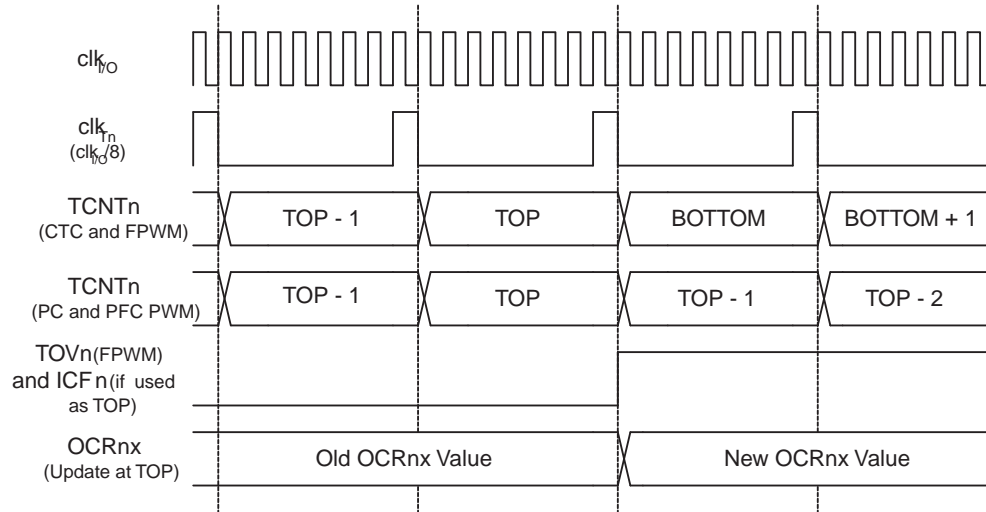 clkI/O
clkTn
(clkI/O/8)
TCNTn
(CTC and FPWM)
TOP - 1
TOP
BOTTOM
BOTTOM + 1
TCNTn
(PC and PFC PWM)
TOP - 1
TOP
TOP - 1
TOP - 2
TOVn(FPWM)
and ICFn(if used
as TOP)
OCRnx
(Update at TOP)
Old OCRnx Value
New OCRnx Value